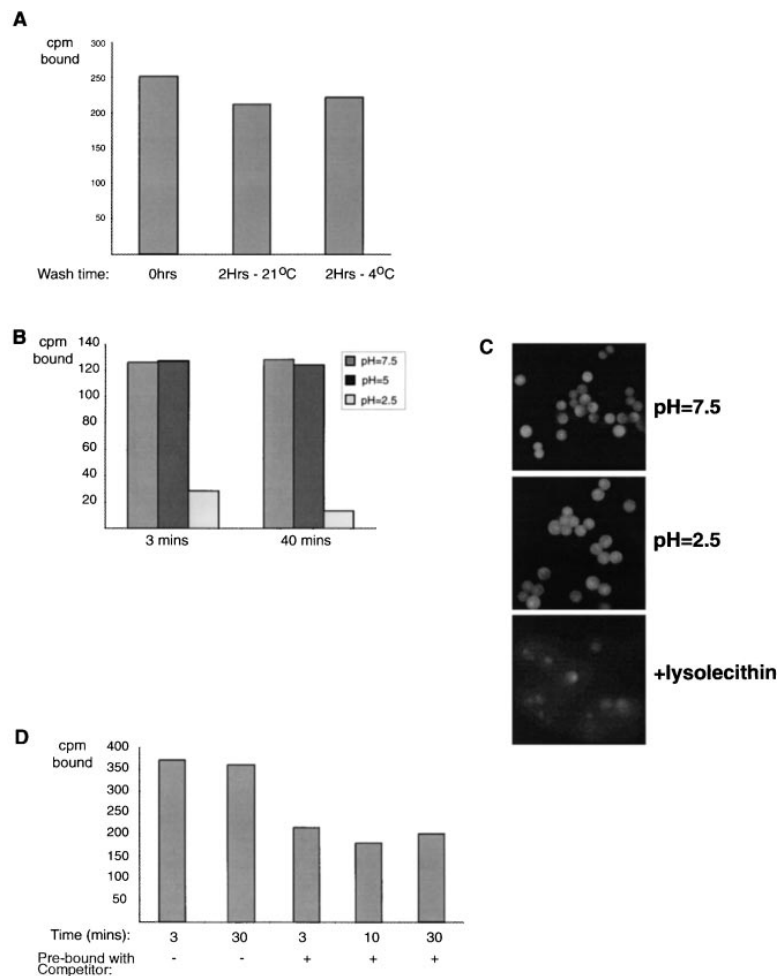 A
cpm
bound
300
250
200
150
100
50
Wash time: 0hrs 2Hrs - 21°C 2Hrs - 4°C
B
cpm
bound
140
120
100
80
60
40
20
pH=7.5
pH=5
pH=2.5
3 mins 40 mins
C
pH=7.5
pH=2.5
+lysolecithin
D
cpm
bound
400
350
300
250
200
150
100
50
Time (mins): 3 30 3 10 30
Pre-bound with
Competitor: - - + + +